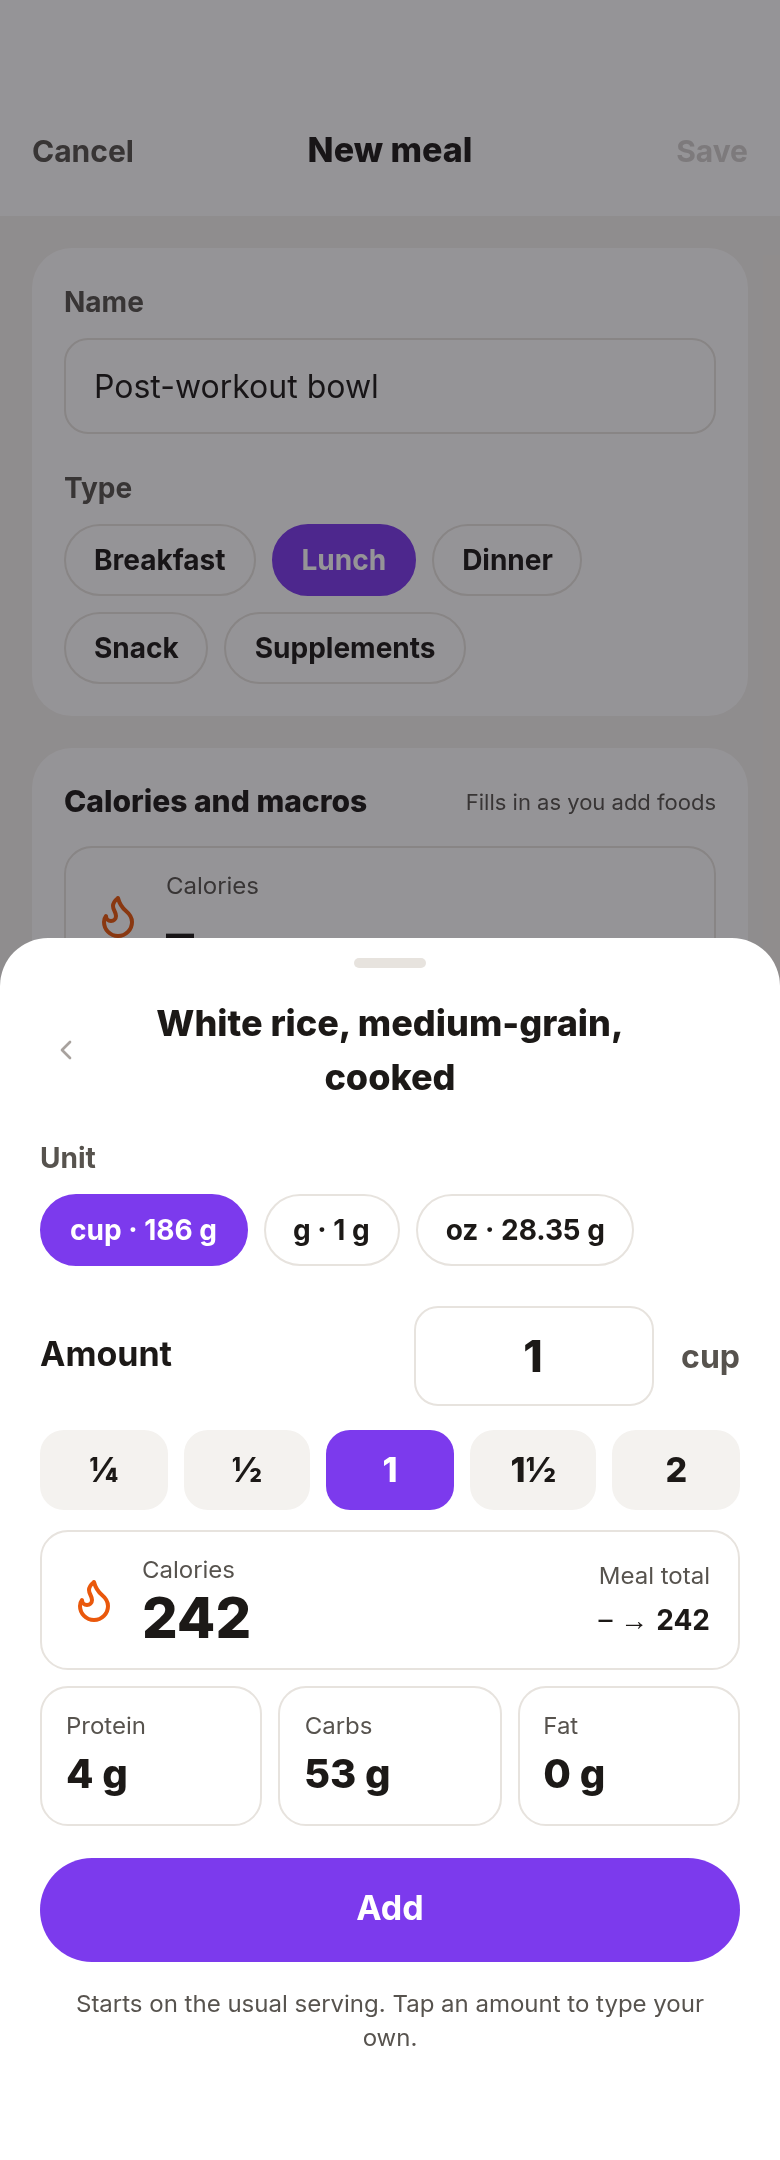 Cancel
New meal
Save
Name
Post-workout bowl
Type
Breakfast
Lunch
Dinner
Snack
Supplements
Calories and macros
Fills in as you add foods
Calories
–
White rice, medium-grain,
cooked
Unit
cup · 186 g
g · 1 g
oz · 28.35 g
Amount
1
cup
¼
½
1
1½
2
Calories
242
Meal total
– → 242
Protein
4 g
Carbs
53 g
Fat
0 g
Add
Starts on the usual serving. Tap an amount to type your
own.